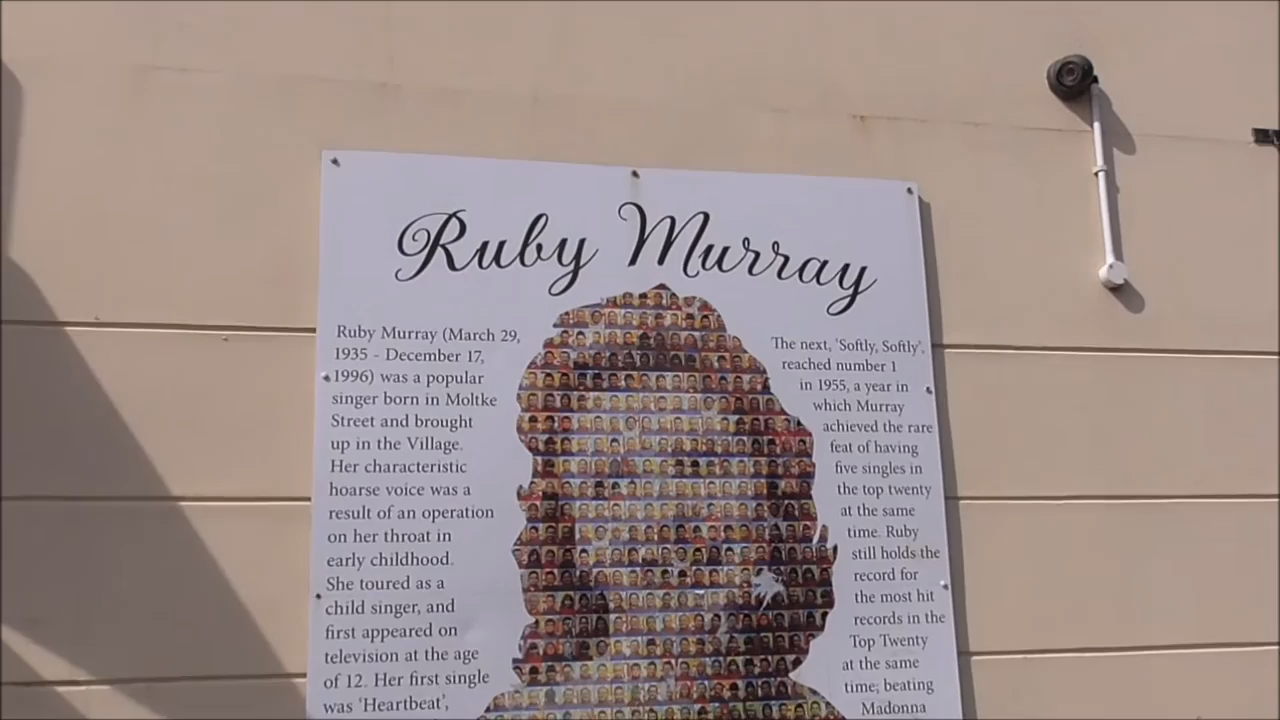 Ruby Murray
Ruby Murray (March 29,
1935 - December 17,
1996) was a popular
singer born in Moltke
Street and brought
up in the Village.
Her characteristic
hoarse voice was a
result of an operation
on her throat in
early childhood.
She toured as a
child singer, and
first appeared on
television at the age
of 12. Her first single
was 'Heartbeat',
The next, 'Softly, Softly',
reached number 1
in 1955, a year in
which Murray
achieved the rare
feat of having
five singles in
the top twenty
at the same
time. Ruby
still holds the
record for
the most hit
records in the
Top Twenty
at the same
time; beating
Madonna